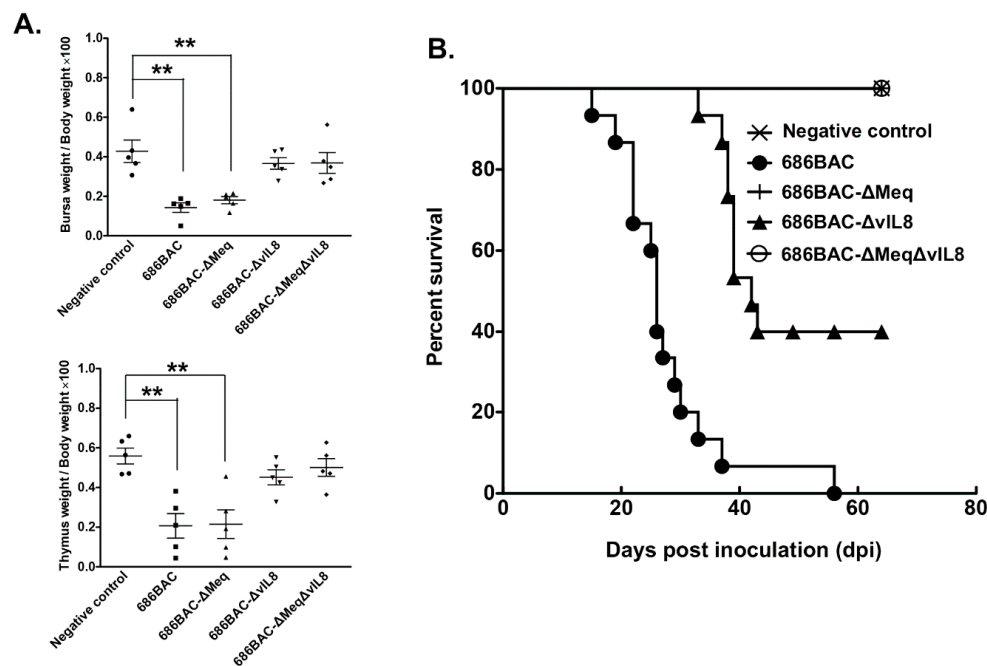 A.
Bursa weight / Body weight ×100
1.0
0.8
0.6
0.4
0.2
0.0
**
**
Negative control
686BAC
686BAC-ΔMeq
686BAC-ΔvIL8
686BAC-ΔMeqΔvIL8
Thymus weight / Body weight ×100
1.0
0.8
0.6
0.4
0.2
0.0
**
**
Negative control
686BAC
686BAC-ΔMeq
686BAC-ΔvIL8
686BAC-ΔMeqΔvIL8
B.
Percent survival
100
80
60
40
20
0
0
20
40
60
80
Days post inoculation (dpi)
Negative control
686BAC
686BAC-ΔMeq
686BAC-ΔvIL8
686BAC-ΔMeqΔvIL8